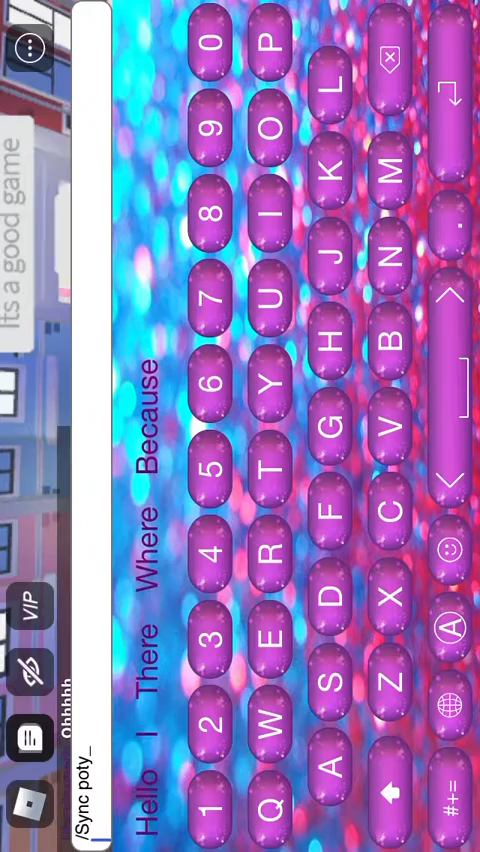 Its a good game
VIP
Ohhhhh
/Sync poty_
Hello I There Where Because
1 2 3 4 5 6 7 8 9 0
Q W E R T Y U I O P
A S D F G H J K L
Z X C V B N M
#+= A .